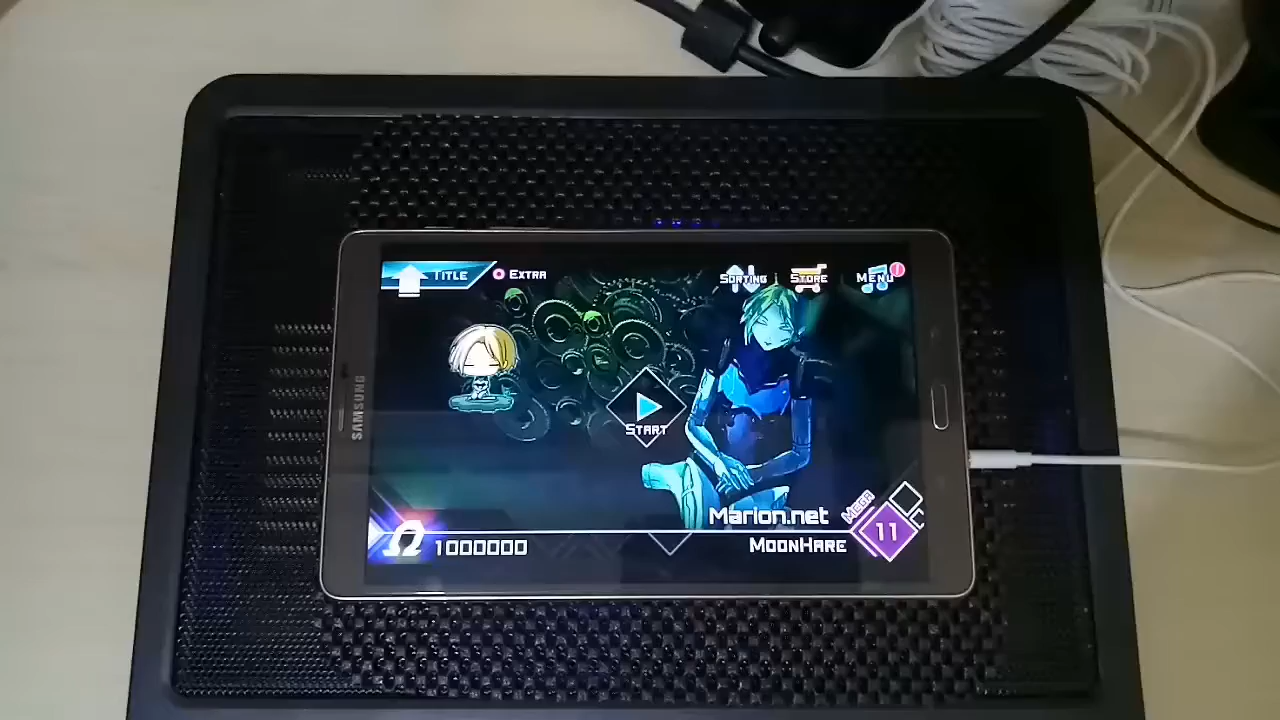 TITLE
EXTRA
SORTING
STORE
MENU
!
SAMSUNG
START
Marion.net
MEGA
11
Ω 1000000
MOONHARE